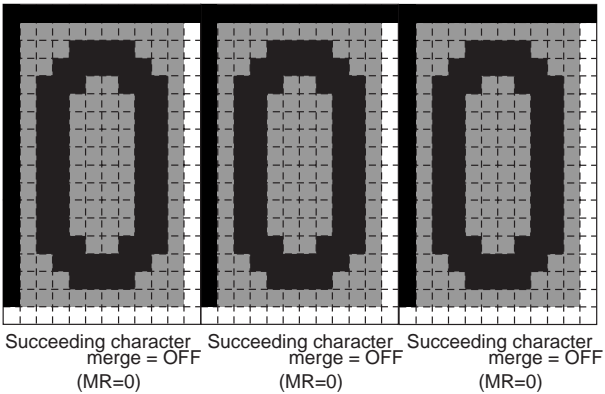 Succeeding character
merge = OFF
(MR=0)
Succeeding character
merge = OFF
(MR=0)
Succeeding character
merge = OFF
(MR=0)